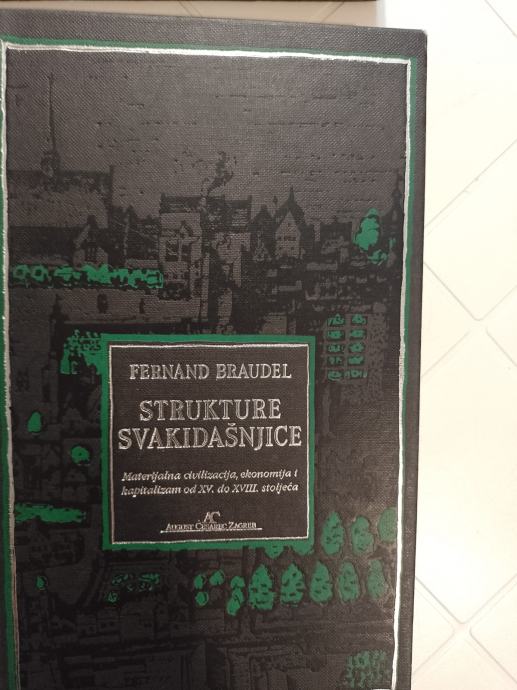 FERNAND BRAUDEL
STRUKTURE
SVAKIDAŠNJICE
Materijalna civilizacija, ekonomija i
kapitalizam od XV. do XVIII. stoljeća
AC
AUGUST CESAREC ZAGREB